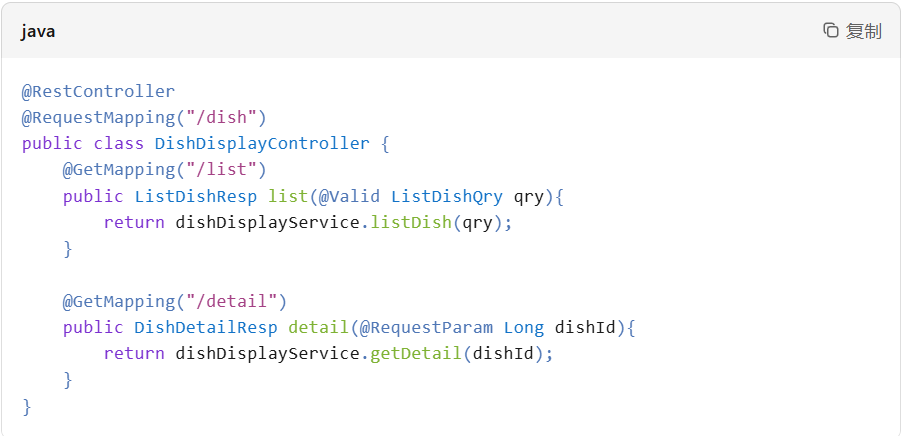 java
复制
@RestController
@RequestMapping("/dish")
public class DishDisplayController {
    @GetMapping("/list")
    public ListDishResp list(@Valid ListDishQry qry){
        return dishDisplayService.listDish(qry);
    }

    @GetMapping("/detail")
    public DishDetailResp detail(@RequestParam Long dishId){
        return dishDisplayService.getDetail(dishId);
    }
}